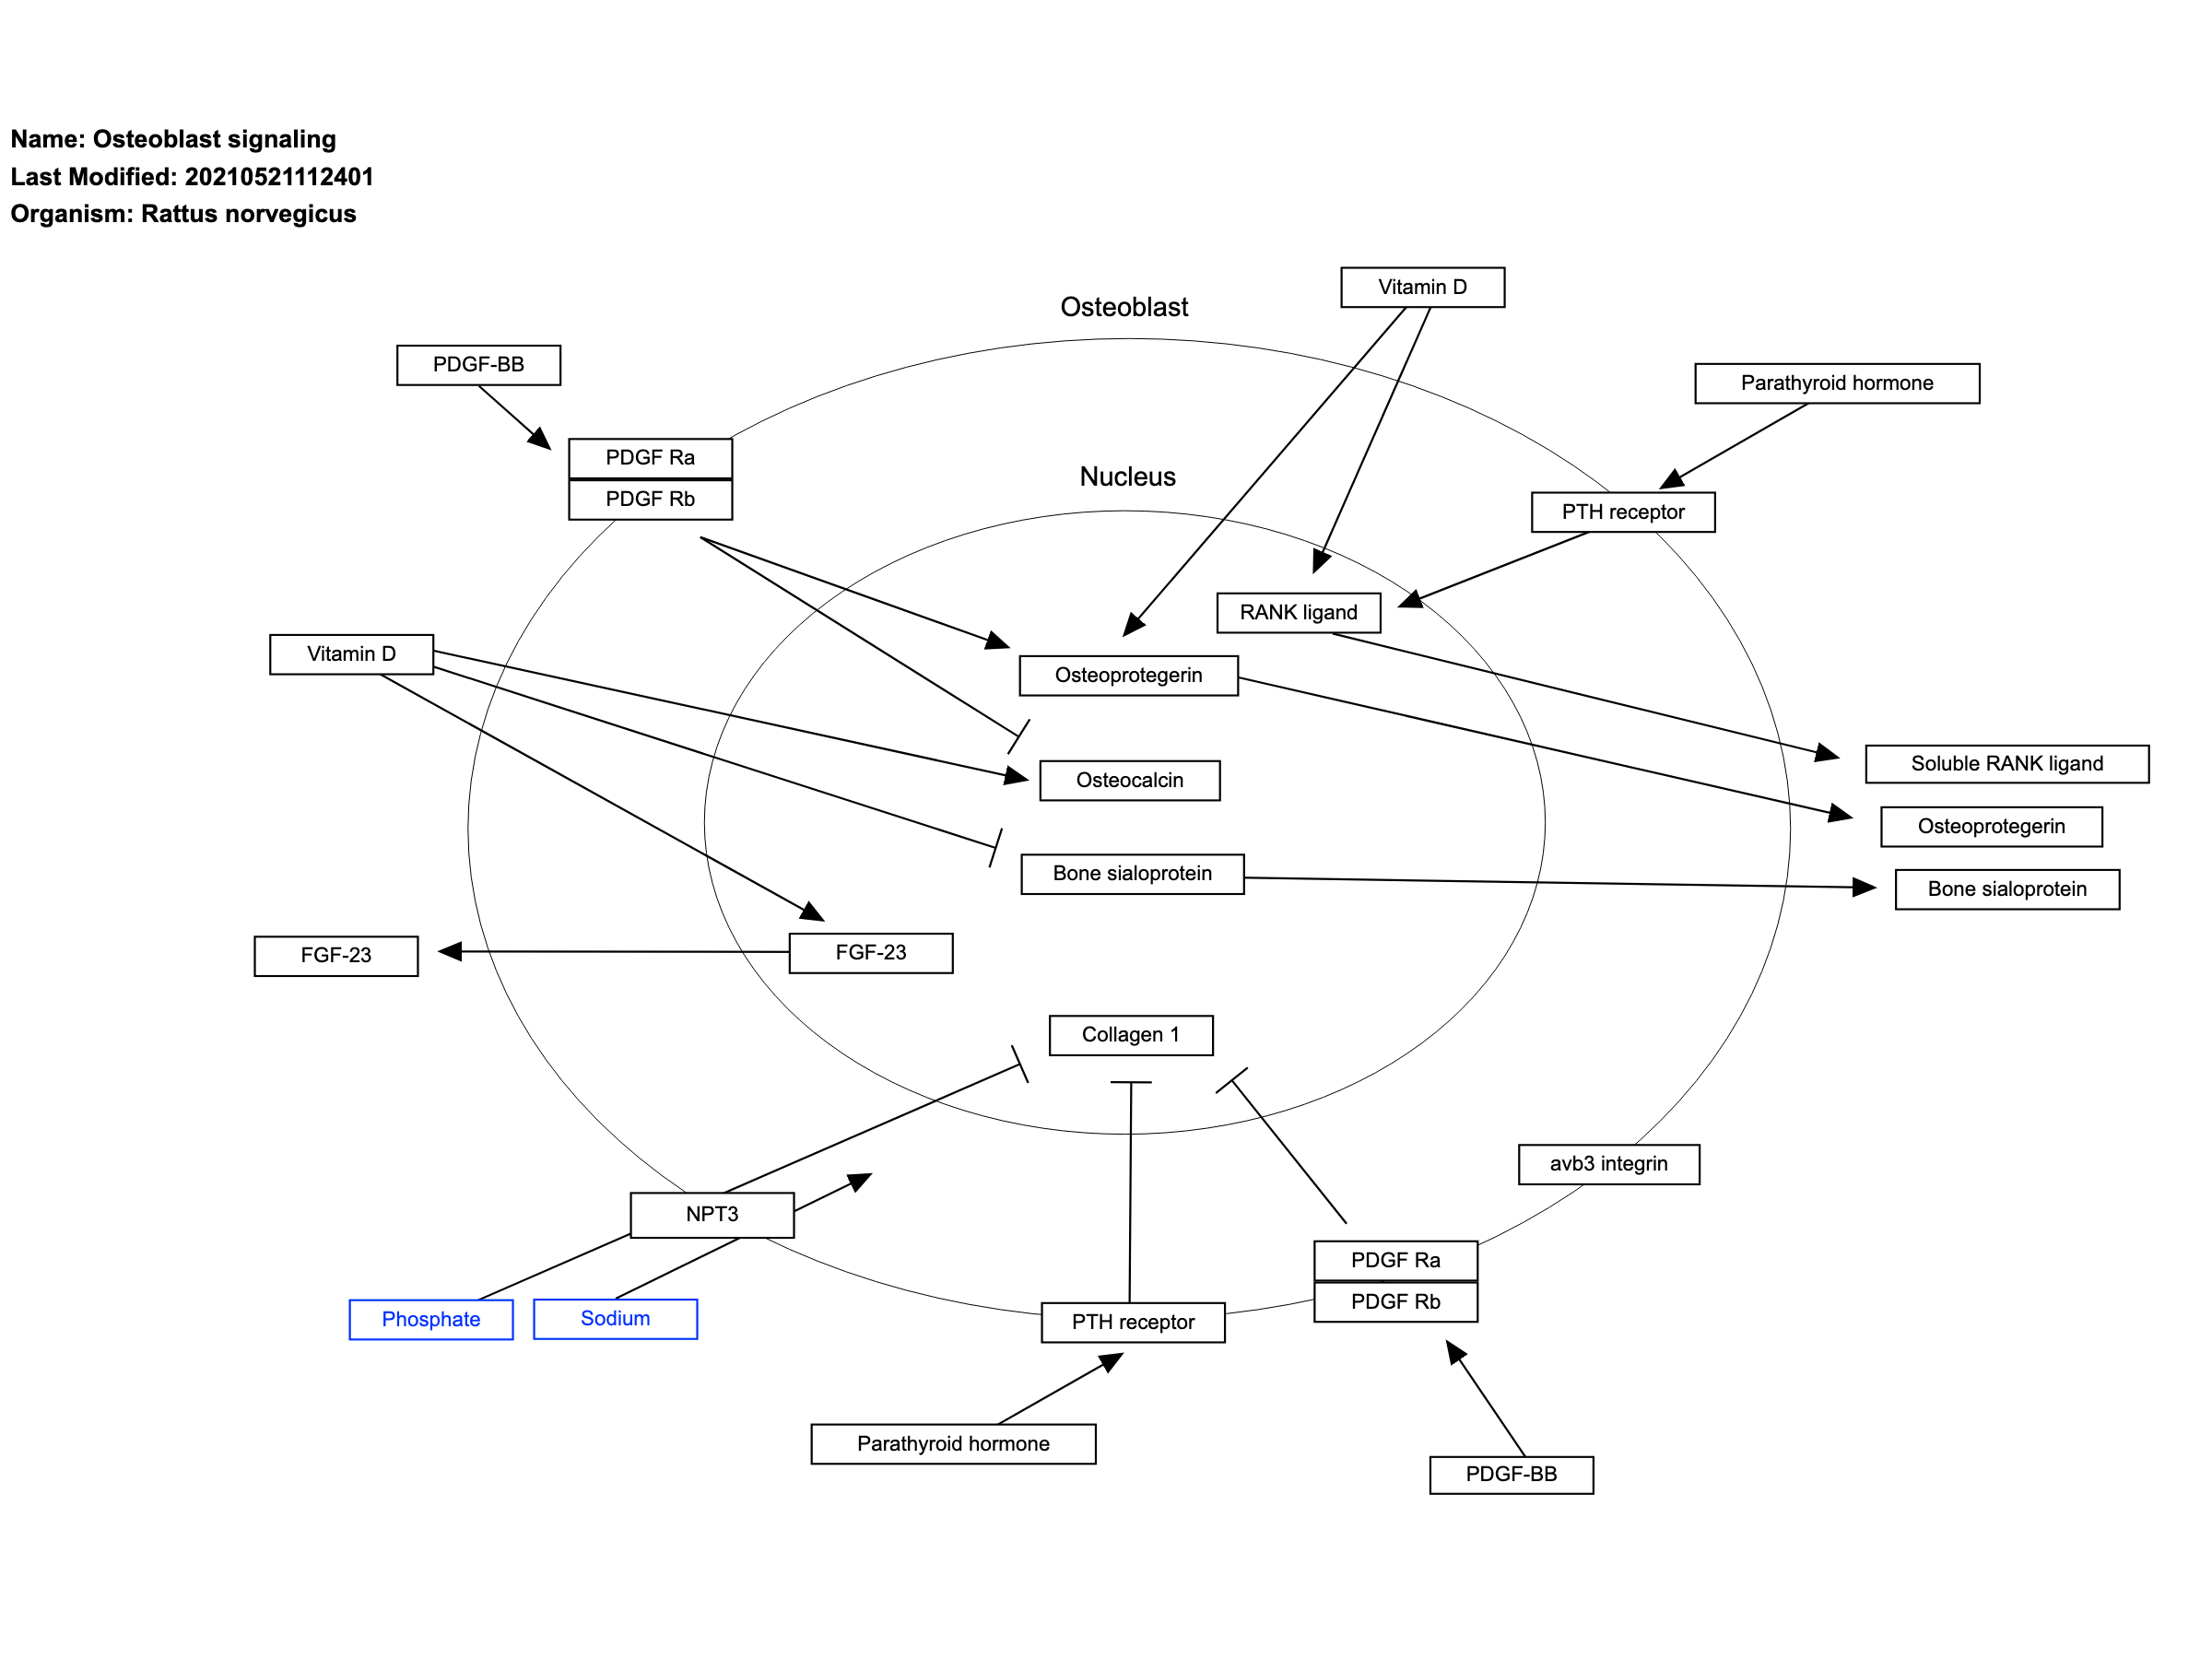 Name: Osteoblast signaling
Last Modified: 20210521112401
Organism: Rattus norvegicus
Vitamin D
Osteoblast
PDGF-BB
Parathyroid hormone
PDGF Ra
Nucleus
PDGF Rb
PTH receptor
RANK ligand
Vitamin D
Osteoprotegerin
Soluble RANK ligand
Osteocalcin
Osteoprotegerin
Bone sialoprotein
Bone sialoprotein
FGF-23
FGF-23
Collagen 1
avb3 integrin
NPT3
PDGF Ra
PDGF Rb
Phosphate
Sodium
PTH receptor
Parathyroid hormone
PDGF-BB